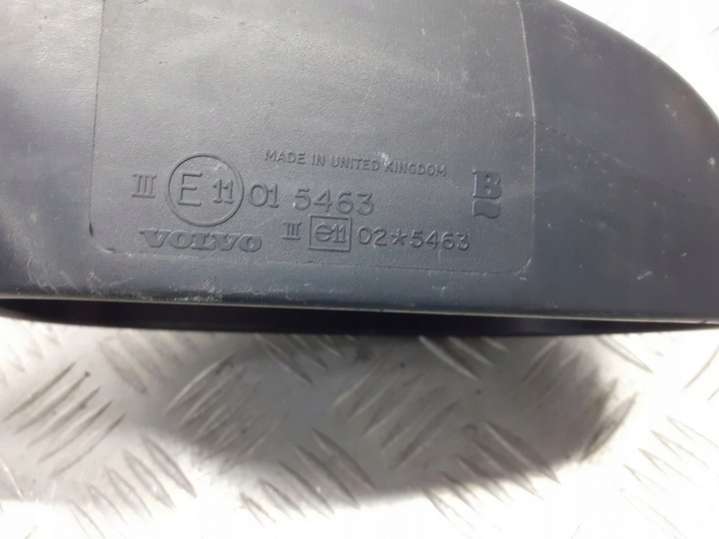 MADE IN UNITED KINGDOM
III E 11 01 5463 B
VOLVO III e11 02*5463